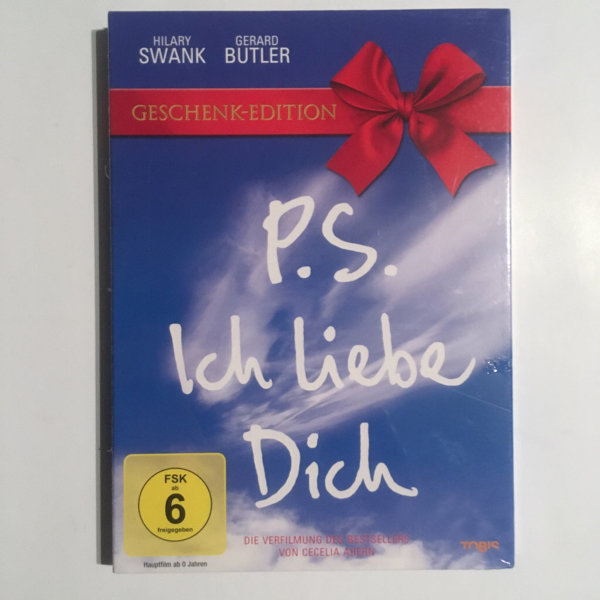 HILARY GERARD
SWANK BUTLER
GESCHENK-EDITION
P.S.
Ich liebe
Dich
FSK
ab
6
freigegeben
Hauptfilm ab 0 Jahren
DIE VERFILMUNG DES BESTSELLERS
VON CECELIA AHERN
TOBIS